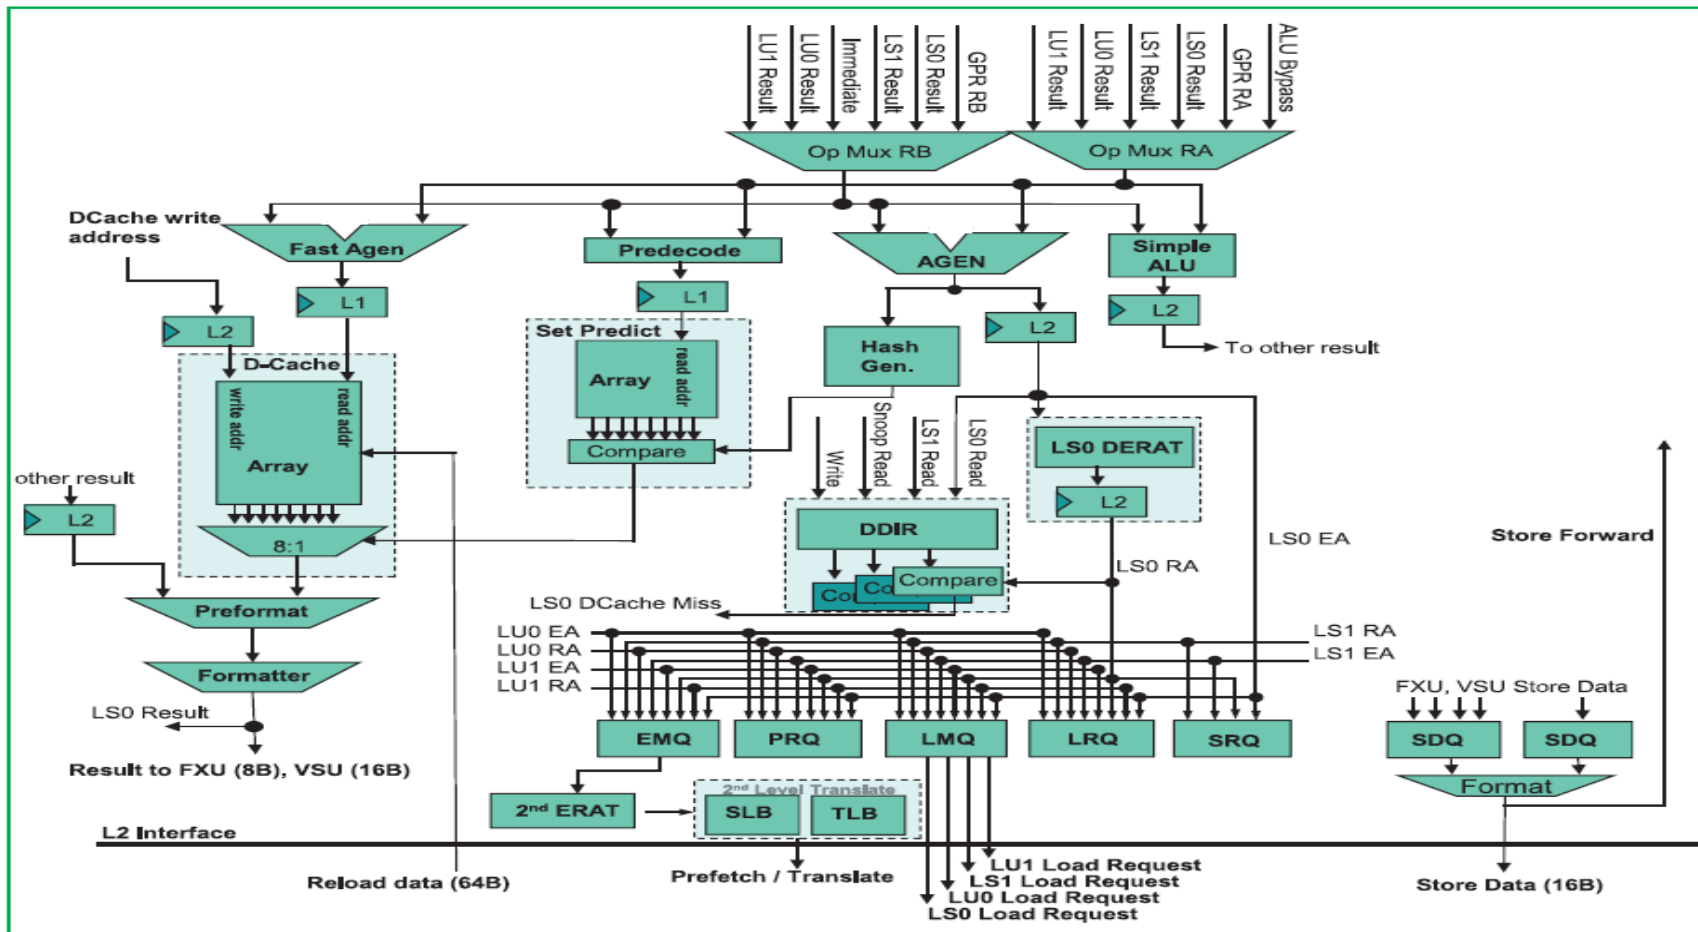 LU1 Result
LU0 Result
Immediate
LS1 Result
LS0 Result
GPR RB
LU1 Result
LU0 Result
LS1 Result
LS0 Result
GPR RA
ALU Bypass
Op Mux RB
Op Mux RA
DCache write
address
Fast Agen
Predecode
AGEN
Simple
ALU
L1
L1
L2
L2
L2
Set Predict
Hash
Gen.
To other result
D-Cache
write addr
read addr
Array
Array
read addr
Compare
Write
Snoop Read
LS1 Read
LS0 Read
LS0 DERAT
L2
other result
L2
8:1
DDIR
Compare
LS0 EA
LS0 RA
Store Forward
Preformat
LS0 DCache Miss
Formatter
LU0 EA
LU0 RA
LU1 EA
LU1 RA
LS1 RA
LS1 EA
LS0 Result
FXU, VSU Store Data
EMQ
PRQ
LMQ
LRQ
SRQ
SDQ
SDQ
Result to FXU (8B), VSU (16B)
2nd Level Translate
2nd ERAT
SLB
TLB
Format
L2 Interface
Reload data (64B)
Prefetch / Translate
LU1 Load Request
LS1 Load Request
LU0 Load Request
LS0 Load Request
Store Data (16B)